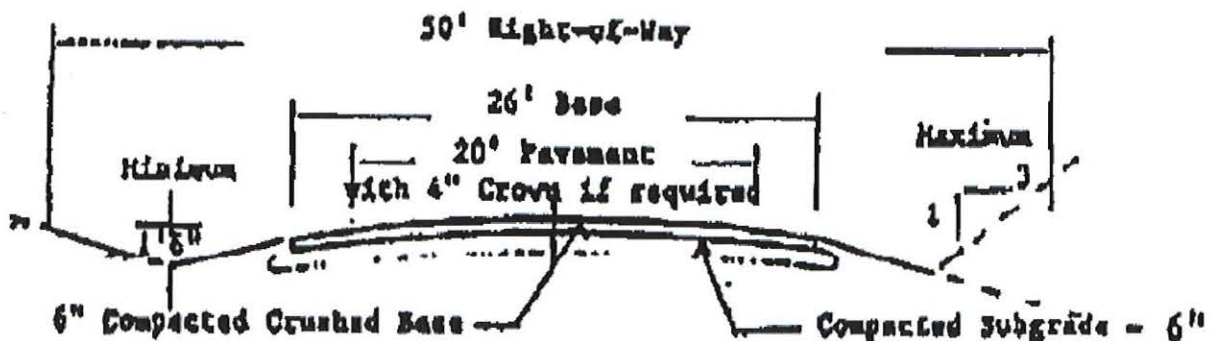 50' Right-of-Way
26' Base
Maximum
Minimum
20' Pavement
with 4" Crown if required
3
1
1'6"
6" Compacted Crushed Base
Compacted Subgrade - 6"